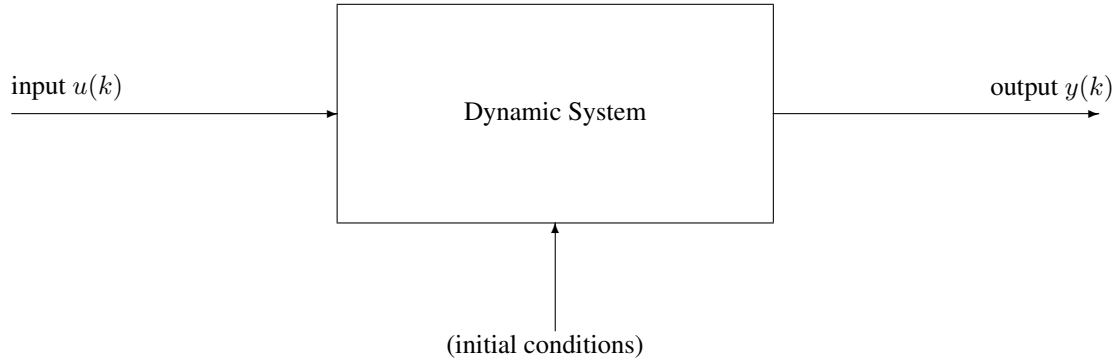 input u(k)
output y(k)
Dynamic System
(initial conditions)